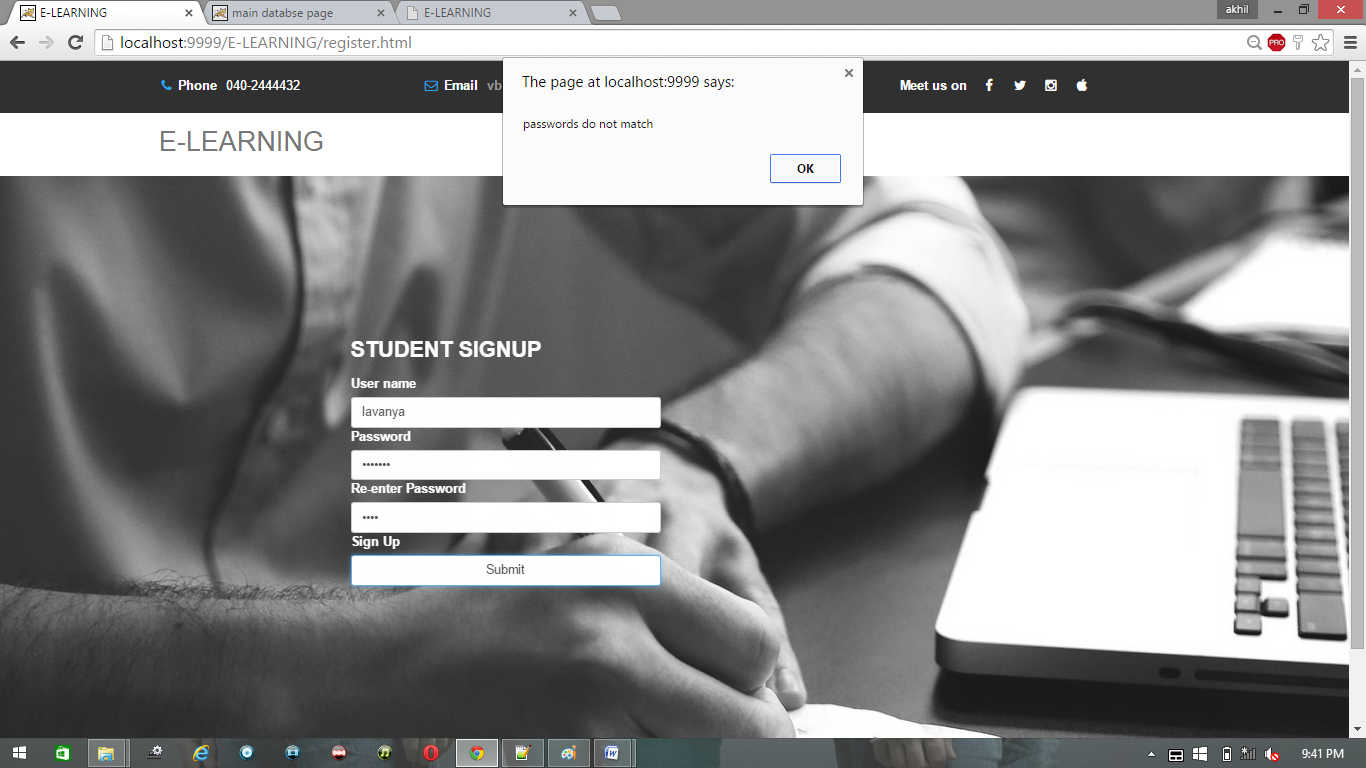 E-LEARNING
main databse page
E-LEARNING
akhil
localhost:9999/E-LEARNING/register.html
PRO
Phone 040-2444432
Email vb
Meet us on
The page at localhost:9999 says:
passwords do not match
OK
E-LEARNING
STUDENT SIGNUP
User name
lavanya
Password
Re-enter Password
Sign Up
Submit
9:41 PM